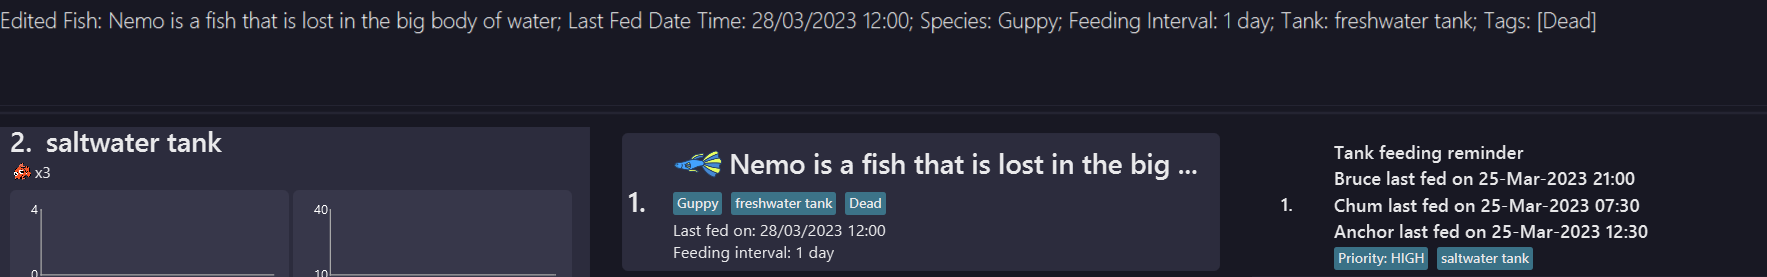 Edited Fish: Nemo is a fish that is lost in the big body of water; Last Fed Date Time: 28/03/2023 12:00; Species: Guppy; Feeding Interval: 1 day; Tank: freshwater tank; Tags: [Dead]
2. saltwater tank
x3
4
0
40
10
1.
Nemo is a fish that is lost in the big ...
Guppy freshwater tank Dead
Last fed on: 28/03/2023 12:00
Feeding interval: 1 day
1.
Tank feeding reminder
Bruce last fed on 25-Mar-2023 21:00
Chum last fed on 25-Mar-2023 07:30
Anchor last fed on 25-Mar-2023 12:30
Priority: HIGH saltwater tank